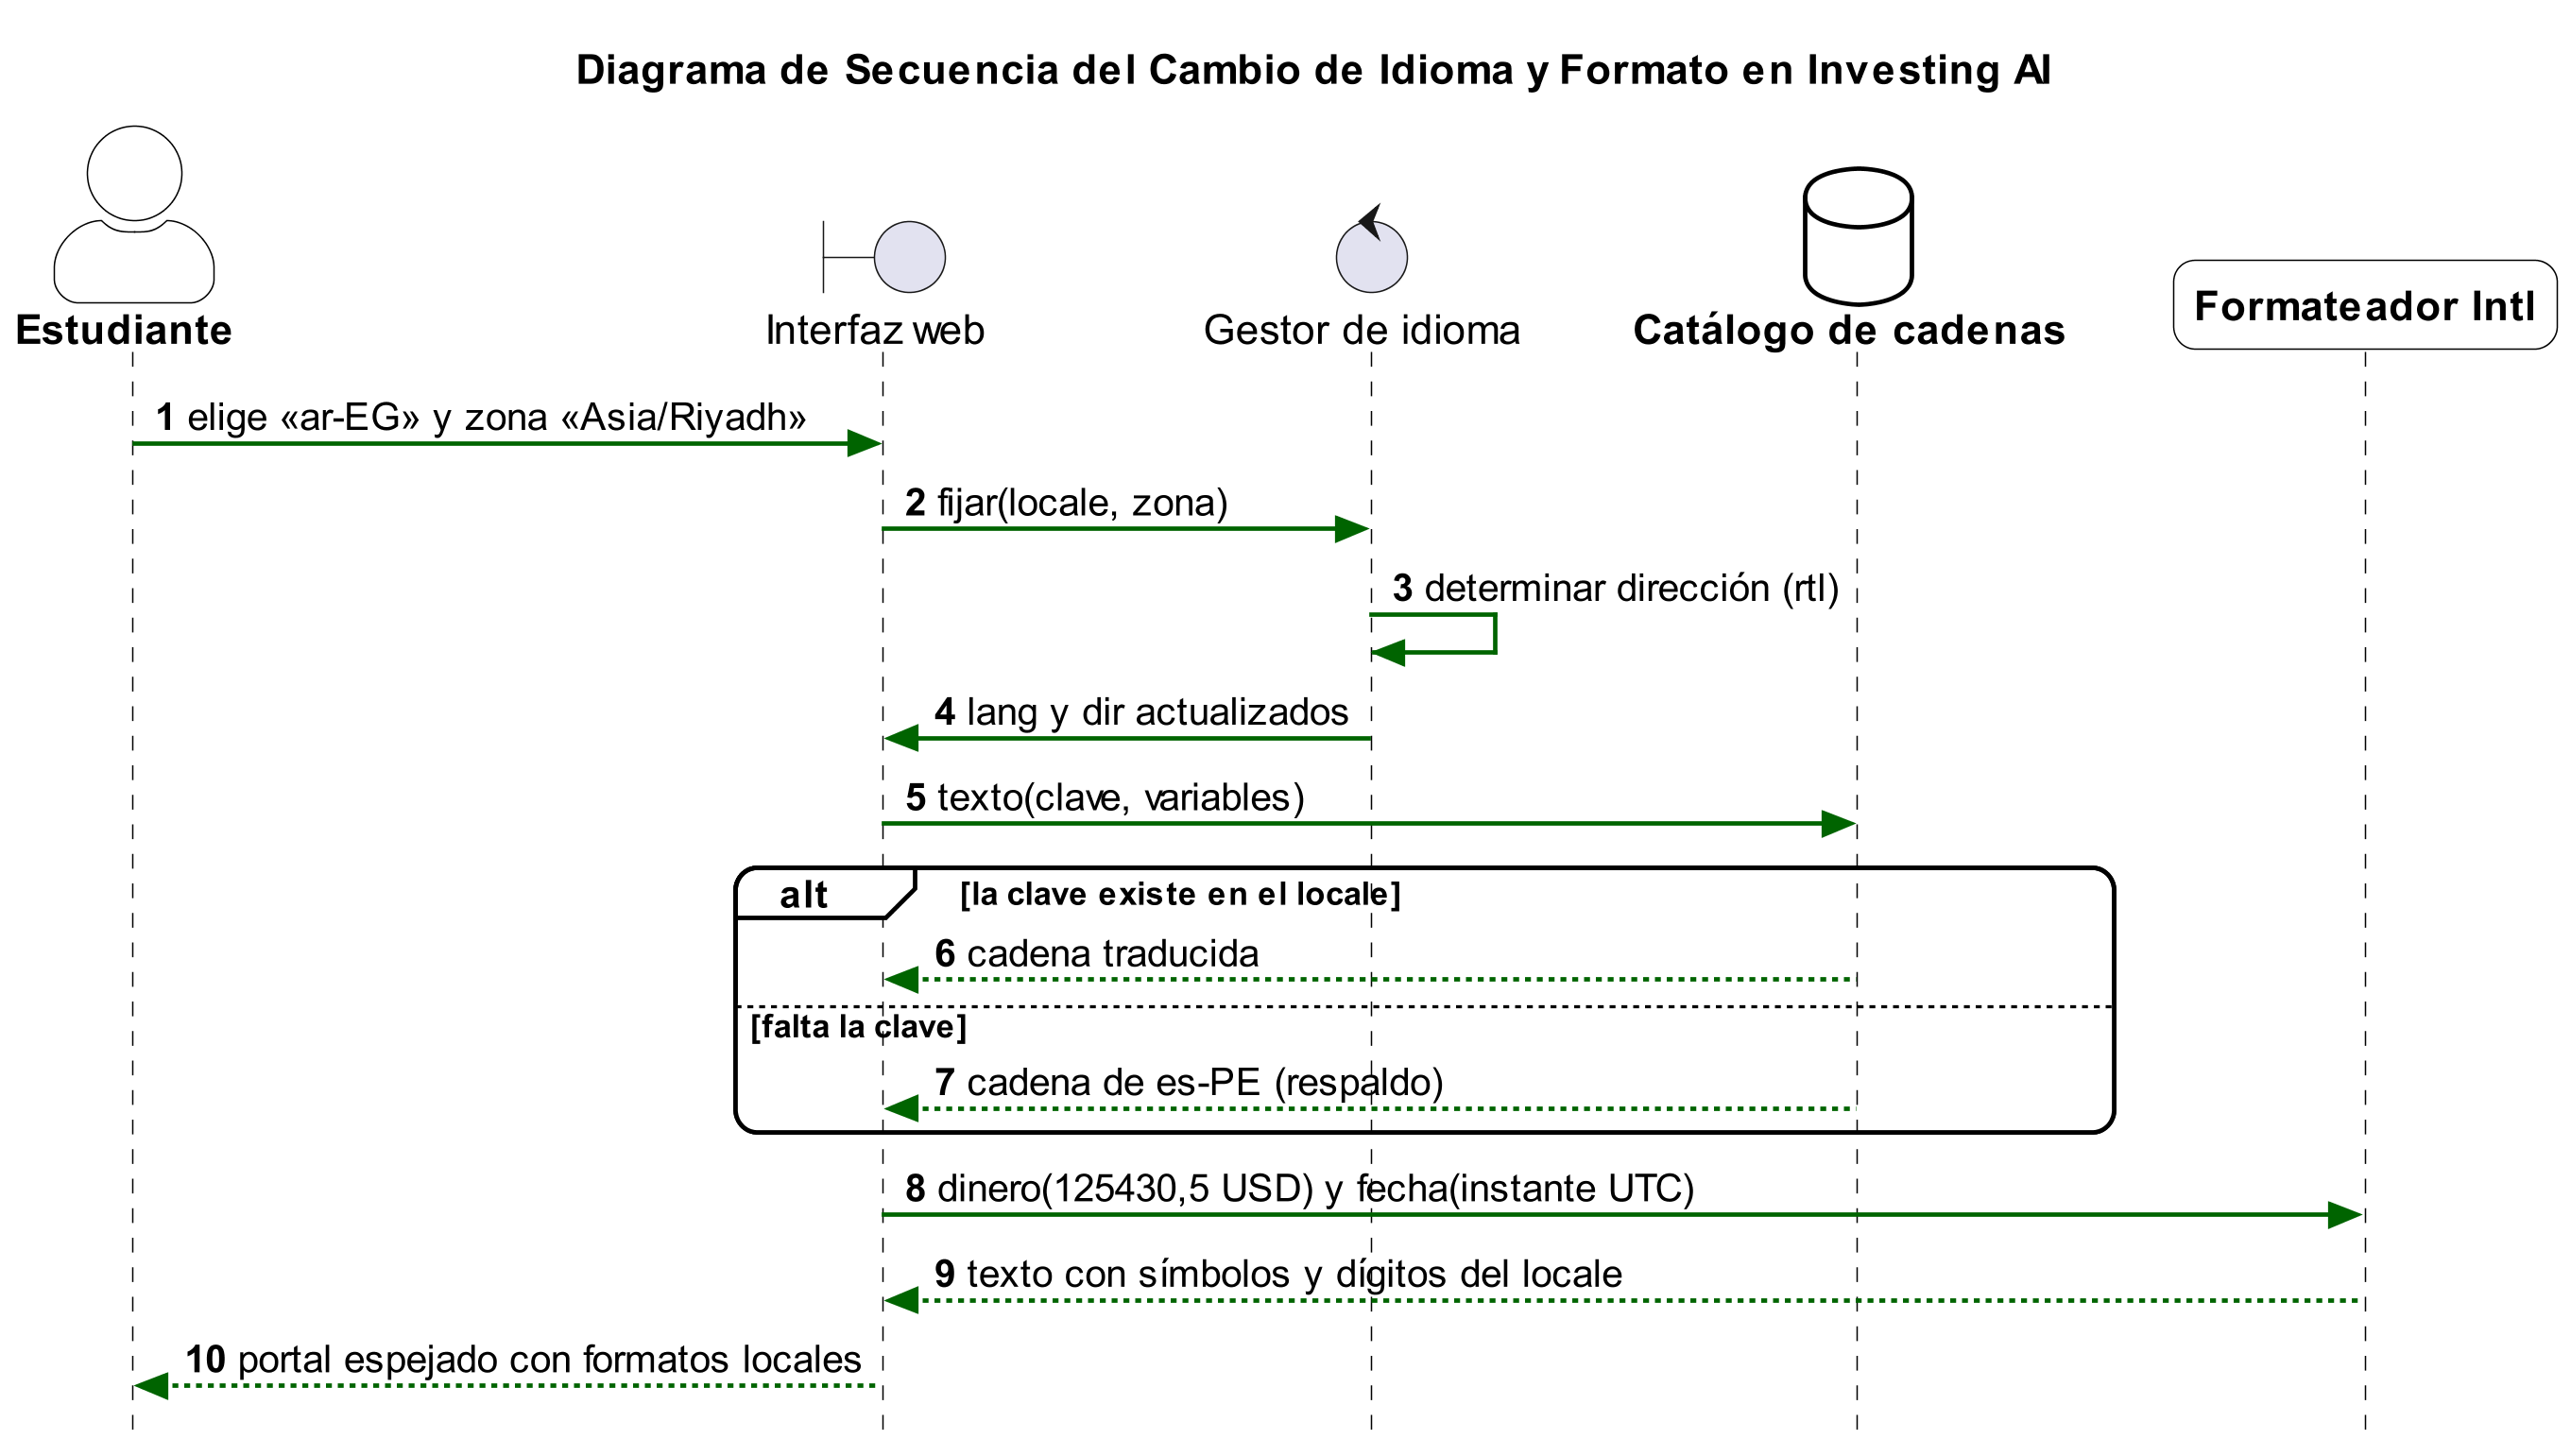 Diagrama de Secuencia del Cambio de Idioma y Formato en Investing AI
Estudiante
Interfaz web
Gestor de idioma
Catálogo de cadenas
Formateador Intl
1 elige «ar-EG» y zona «Asia/Riyadh»
2 fijar(locale, zona)
3 determinar dirección (rtl)
4 lang y dir actualizados
5 texto(clave, variables)
alt [la clave existe en el locale]
6 cadena traducida
[falta la clave]
7 cadena de es-PE (respaldo)
8 dinero(125430,5 USD) y fecha(instante UTC)
9 texto con símbolos y dígitos del locale
10 portal espejado con formatos locales